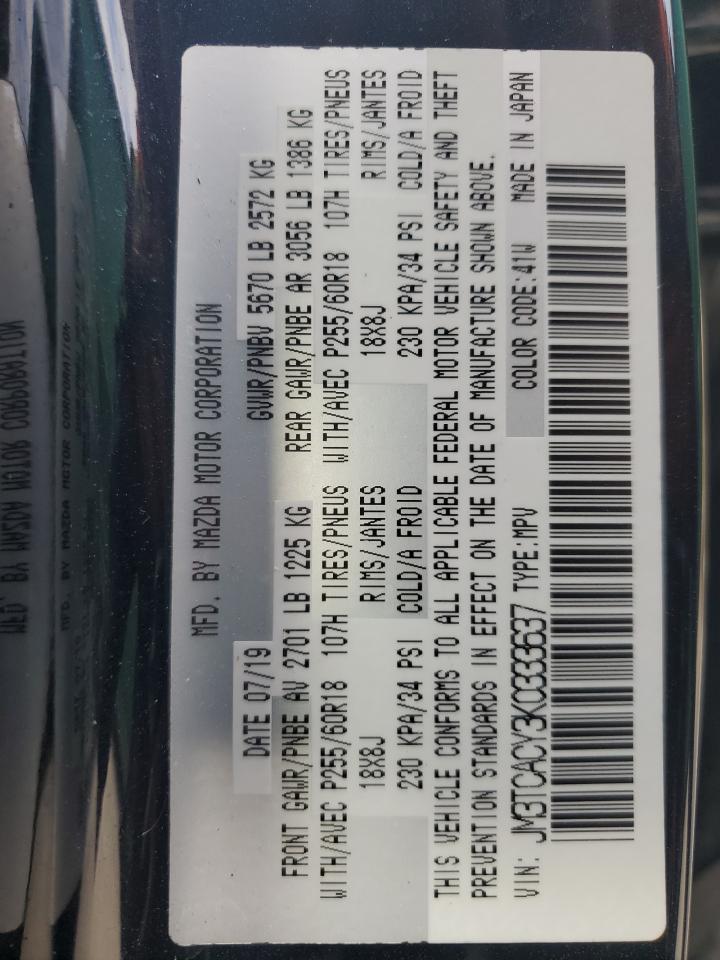 MFD. BY MAZDA MOTOR CORPORATION
DATE 07/19 GVWR/PNBV 5670 LB 2572 KG
FRONT GAWR/PNBE AV 2701 LB 1225 KG REAR GAWR/PNBE AR 3056 LB 1386 KG
WITH/AVEC P255/60R18 107H TIRES/PNEUS WITH/AVEC P255/60R18 107H TIRES/PNEUS
18X8J RIMS/JANTES 18X8J RIMS/JANTES
230 KPA/34 PSI COLD/A FROID 230 KPA/34 PSI COLD/A FROID
THIS VEHICLE CONFORMS TO ALL APPLICABLE FEDERAL MOTOR VEHICLE SAFETY AND THEFT
PREVENTION STANDARDS IN EFFECT ON THE DATE OF MANUFACTURE SHOWN ABOVE.
VIN: JM3TCACY3K0333637 TYPE:MPV COLOR CODE:41W MADE IN JAPAN